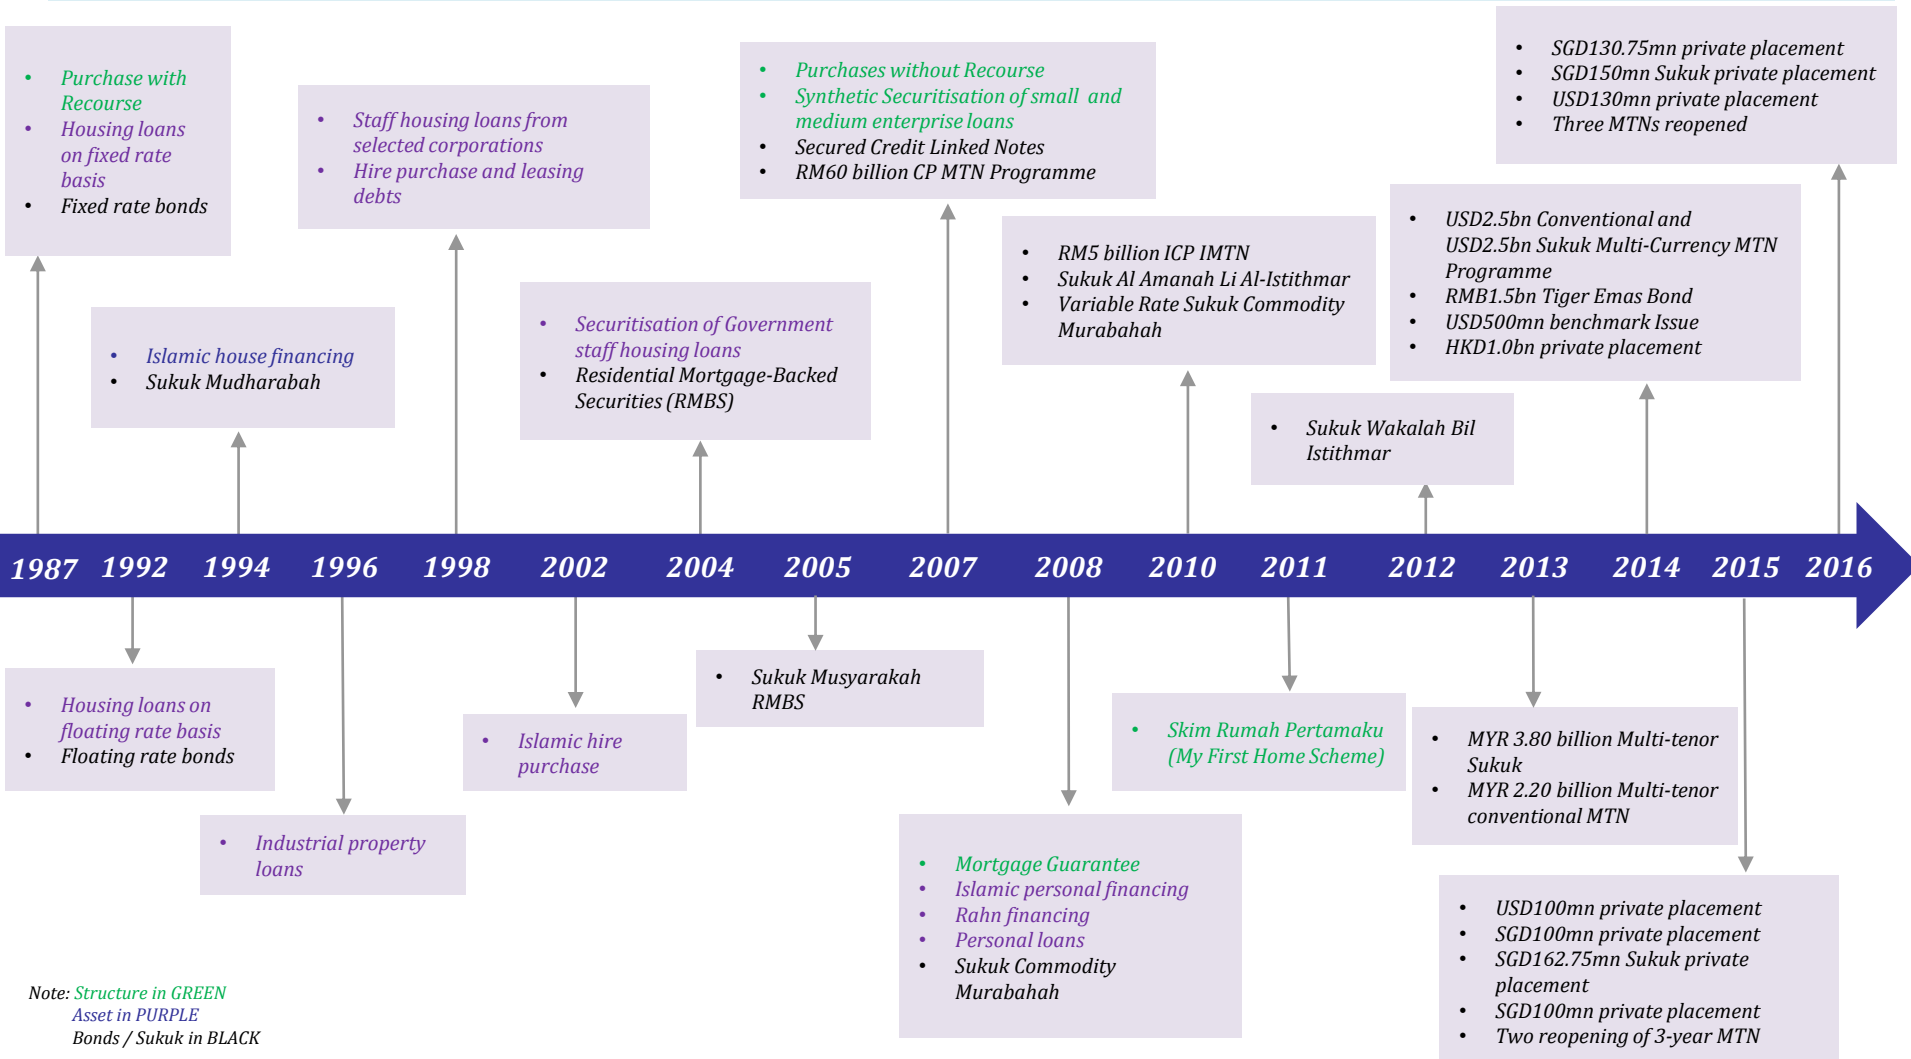 • Purchase with
Recourse
• Housing loans
on fixed rate
basis
• Fixed rate bonds
• Islamic house financing
• Sukuk Mudharabah
• Staff housing loans from
selected corporations
• Hire purchase and leasing
debts
• Securitisation of Government
staff housing loans
• Residential Mortgage-Backed
Securities (RMBS)
• Purchases without Recourse
• Synthetic Securitisation of small and
medium enterprise loans
• Secured Credit Linked Notes
• RM60 billion CP MTN Programme
• RM5 billion ICP IMTN
• Sukuk Al Amanah Li Al-Istithmar
• Variable Rate Sukuk Commodity
Murabahah
• Sukuk Wakalah Bil
Istithmar
• USD2.5bn Conventional and
USD2.5bn Sukuk Multi-Currency MTN
Programme
• RMB1.5bn Tiger Emas Bond
• USD500mn benchmark Issue
• HKD1.0bn private placement
• SGD130.75mn private placement
• SGD150mn Sukuk private placement
• USD130mn private placement
• Three MTNs reopened
1987 1992 1994 1996 1998 2002 2004 2005 2007 2008 2010 2011 2012 2013 2014 2015 2016
• Housing loans on
floating rate basis
• Floating rate bonds
• Industrial property
loans
• Islamic hire
purchase
• Sukuk Musyarakah
RMBS
• Mortgage Guarantee
• Islamic personal financing
• Rahn financing
• Personal loans
• Sukuk Commodity
Murabahah
• Skim Rumah Pertamaku
(My First Home Scheme)
• MYR 3.80 billion Multi-tenor
Sukuk
• MYR 2.20 billion Multi-tenor
conventional MTN
• USD100mn private placement
• SGD100mn private placement
• SGD162.75mn Sukuk private
placement
• SGD100mn private placement
• Two reopening of 3-year MTN
Note: Structure in GREEN
Asset in PURPLE
Bonds / Sukuk in BLACK